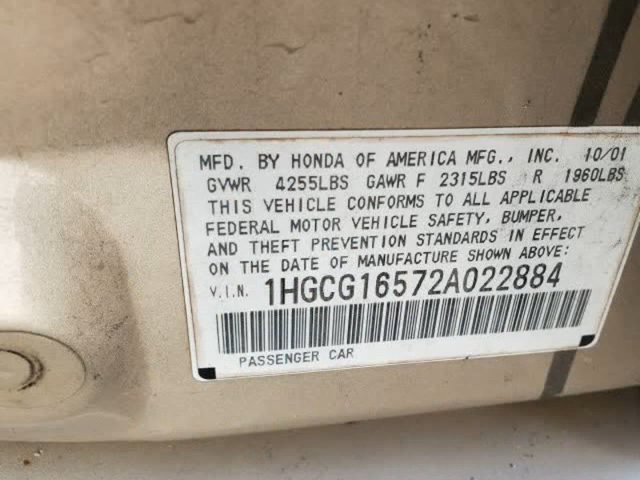 MFD. BY HONDA OF AMERICA MFG., INC. 10/01
GVWR 4255LBS GAWR F 2315LBS R 1960LBS
THIS VEHICLE CONFORMS TO ALL APPLICABLE
FEDERAL MOTOR VEHICLE SAFETY, BUMPER,
AND THEFT PREVENTION STANDARDS IN EFFECT
ON THE DATE OF MANUFACTURE SHOWN ABOVE:
V.I.N. 1HGCG16572A022884
PASSENGER CAR